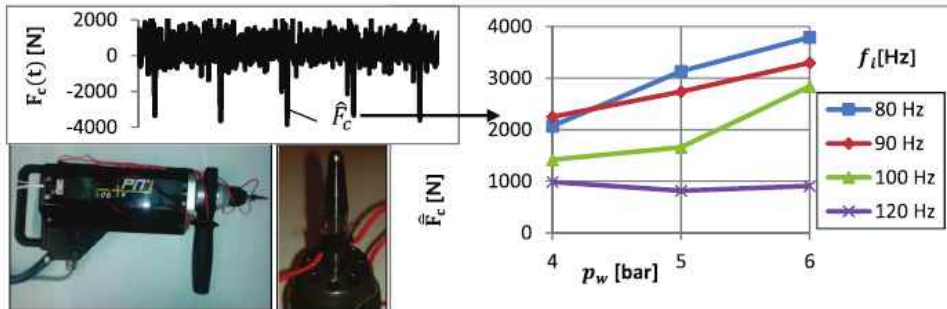 F_c(t) [N]
2000
0
-2000
-4000
F̂_c
PIT
F̂_c [N]
4000
3000
2000
1000
0
4
5
6
p_w [bar]
f_i[Hz]
80 Hz
90 Hz
100 Hz
120 Hz